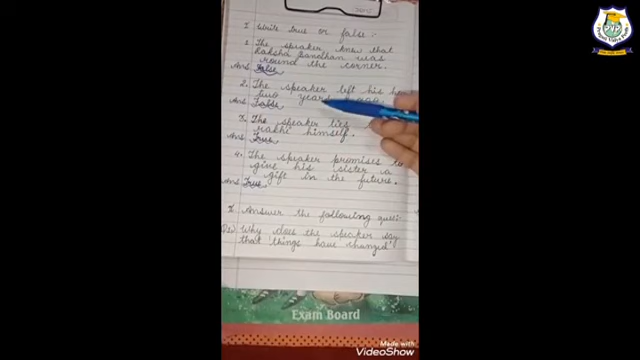 I. Write true or false :-
1. The speaker knew that
Raksha Bandhan was
round the corner.
Ans False
2. The speaker left his
two years
Ans False
3. The speaker ties
rakhi himself.
Ans True
4. The speaker promises to
give his sister a
gift in the future.
Ans True.
Answer the following ques-
Q1) Why does the speaker say
that things have changed
Exam Board
Made with
VideoShow